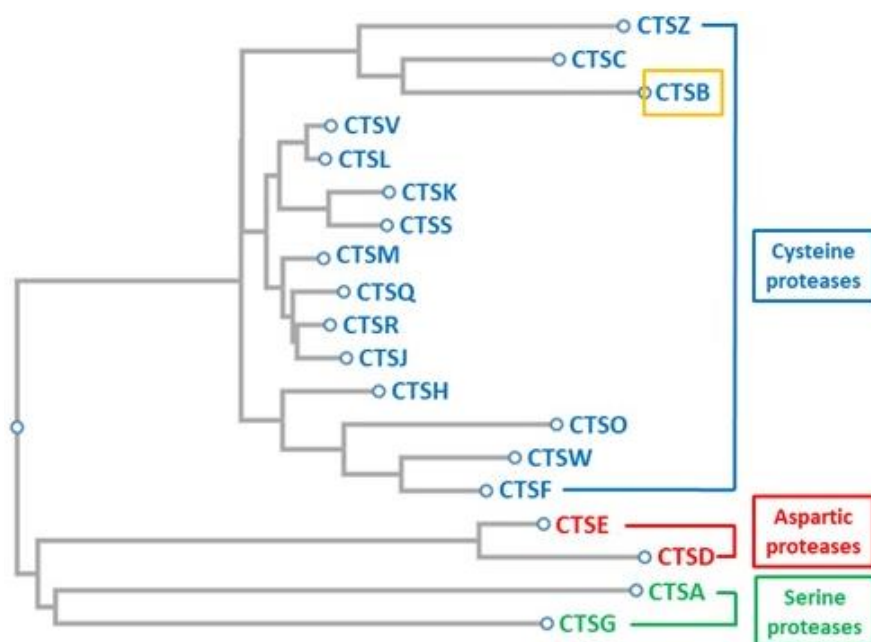 CTSZ
CTSC
CTSB
CTSV
CTSL
CTSK
CTSS
CTSM
CTSQ
CTSR
CTSJ
CTSH
CTSO
CTSW
CTSF
Cysteine
proteases
CTSE
CTSD
Aspartic
proteases
CTSA
CTSG
Serine
proteases